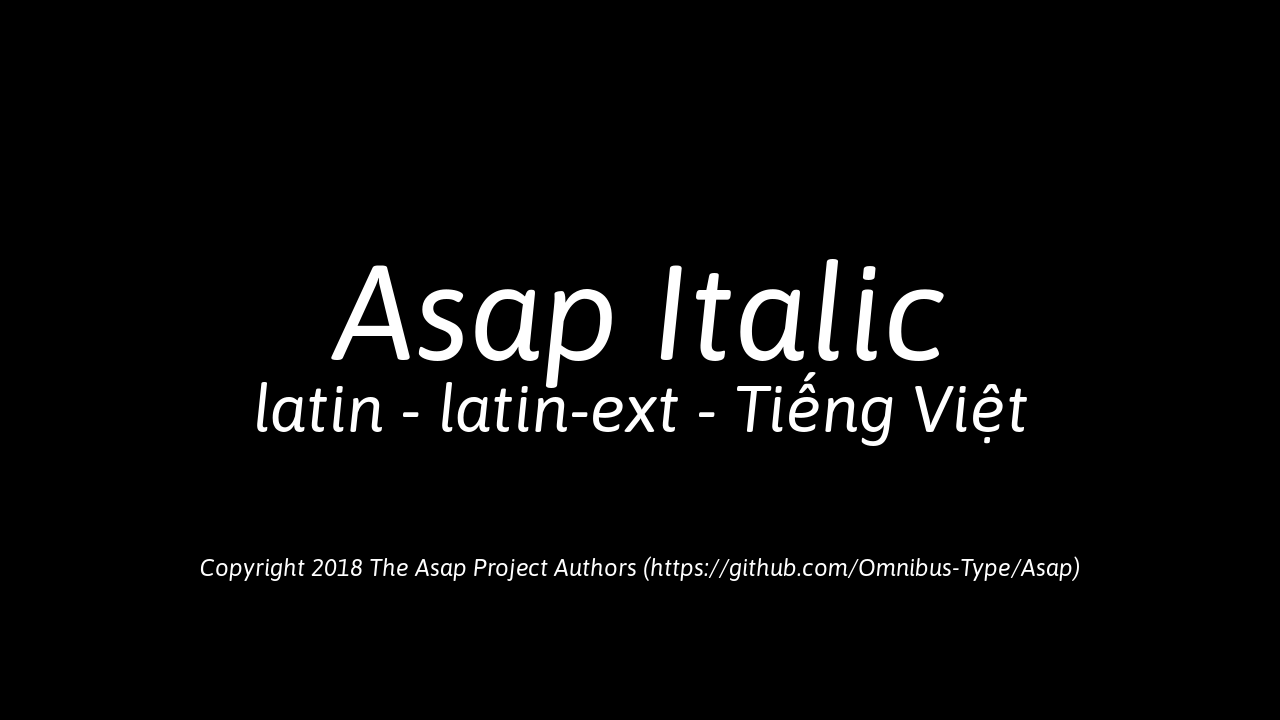 Asap Italic
latin - latin-ext - Tiếng Việt
Copyright 2018 The Asap Project Authors (https://github.com/Omnibus-Type/Asap)